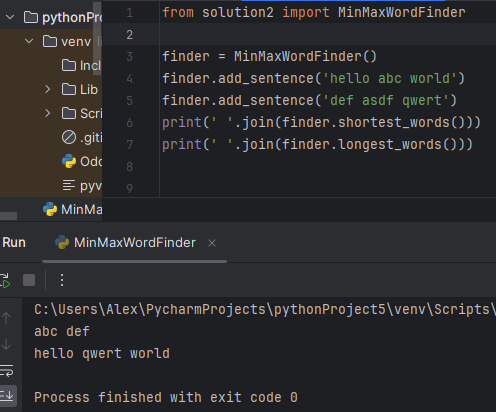 pythonPro
venv li
Incl
Lib
Scri
.giti
Odd
pyv
MinMa
1 from solution2 import MinMaxWordFinder
2
3 finder = MinMaxWordFinder()
4 finder.add_sentence('hello abc world')
5 finder.add_sentence('def asdf qwert')
6 print(' '.join(finder.shortest_words()))
7 print(' '.join(finder.longest_words()))
8
9
Run MinMaxWordFinder ×
C:\Users\Alex\PycharmProjects\pythonProject5\venv\Scripts\
abc def
hello qwert world
Process finished with exit code 0